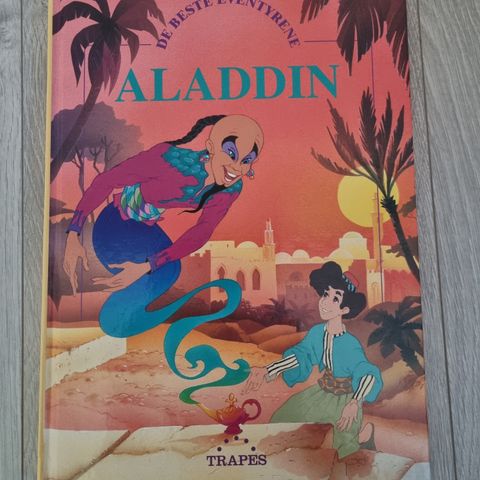 DE BESTE EVENTYRENE
ALADDIN
TRAPES